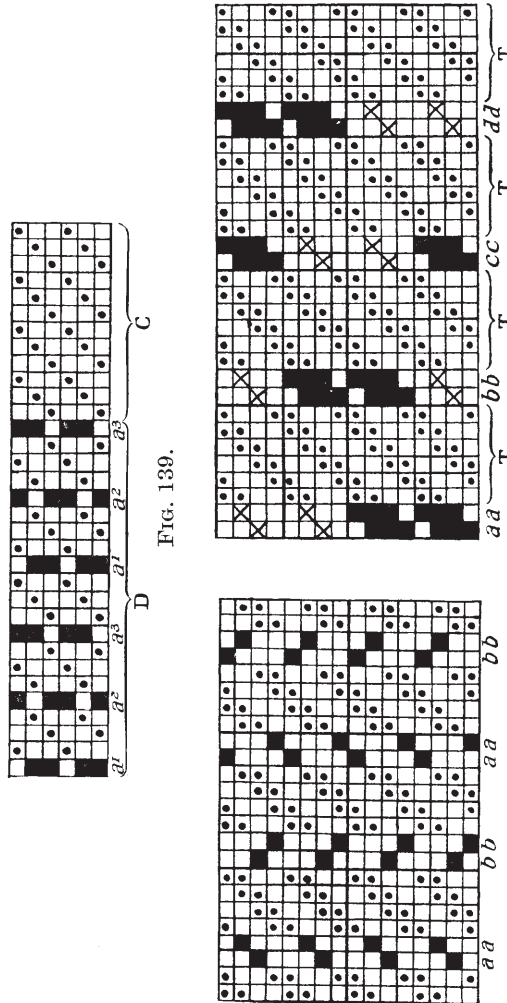 a¹ a² a³ a¹ a² a³
D C
FIG. 139.
aa bb aa bb
aa T bb T cc T dd T